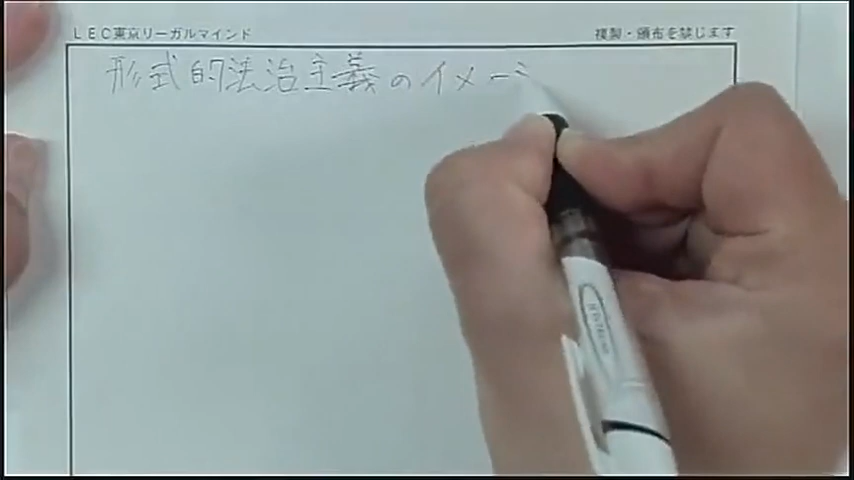 LEC東京リーガルマインド
複製・頒布を禁じます
形式的法治主義のイメー